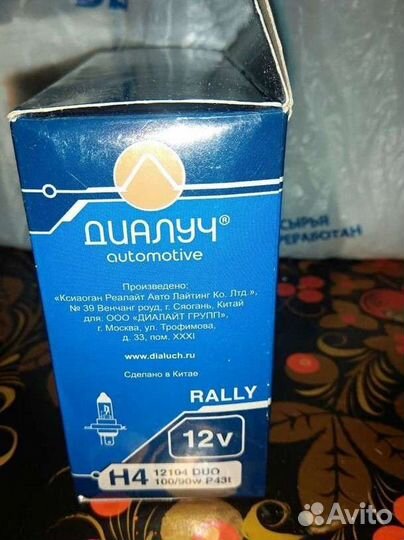 ДИАЛУЧ®
automotive
Произведено:
«Ксиаоган Реалайт Авто Лайтинг Ко. Лтд.»,
№ 39 Венчанг роуд, г. Сяогань, Китай
для: ООО «ДИАЛАЙТ ГРУПП»,
г. Москва, ул. Трофимова,
д. 33, пом. XXXI
www.dialuch.ru
Сделано в Китае
RALLY
12v
H4 12104 DUO
100/90w P43t
СЫРЬЯ
РЕРАБОТАН
Avito